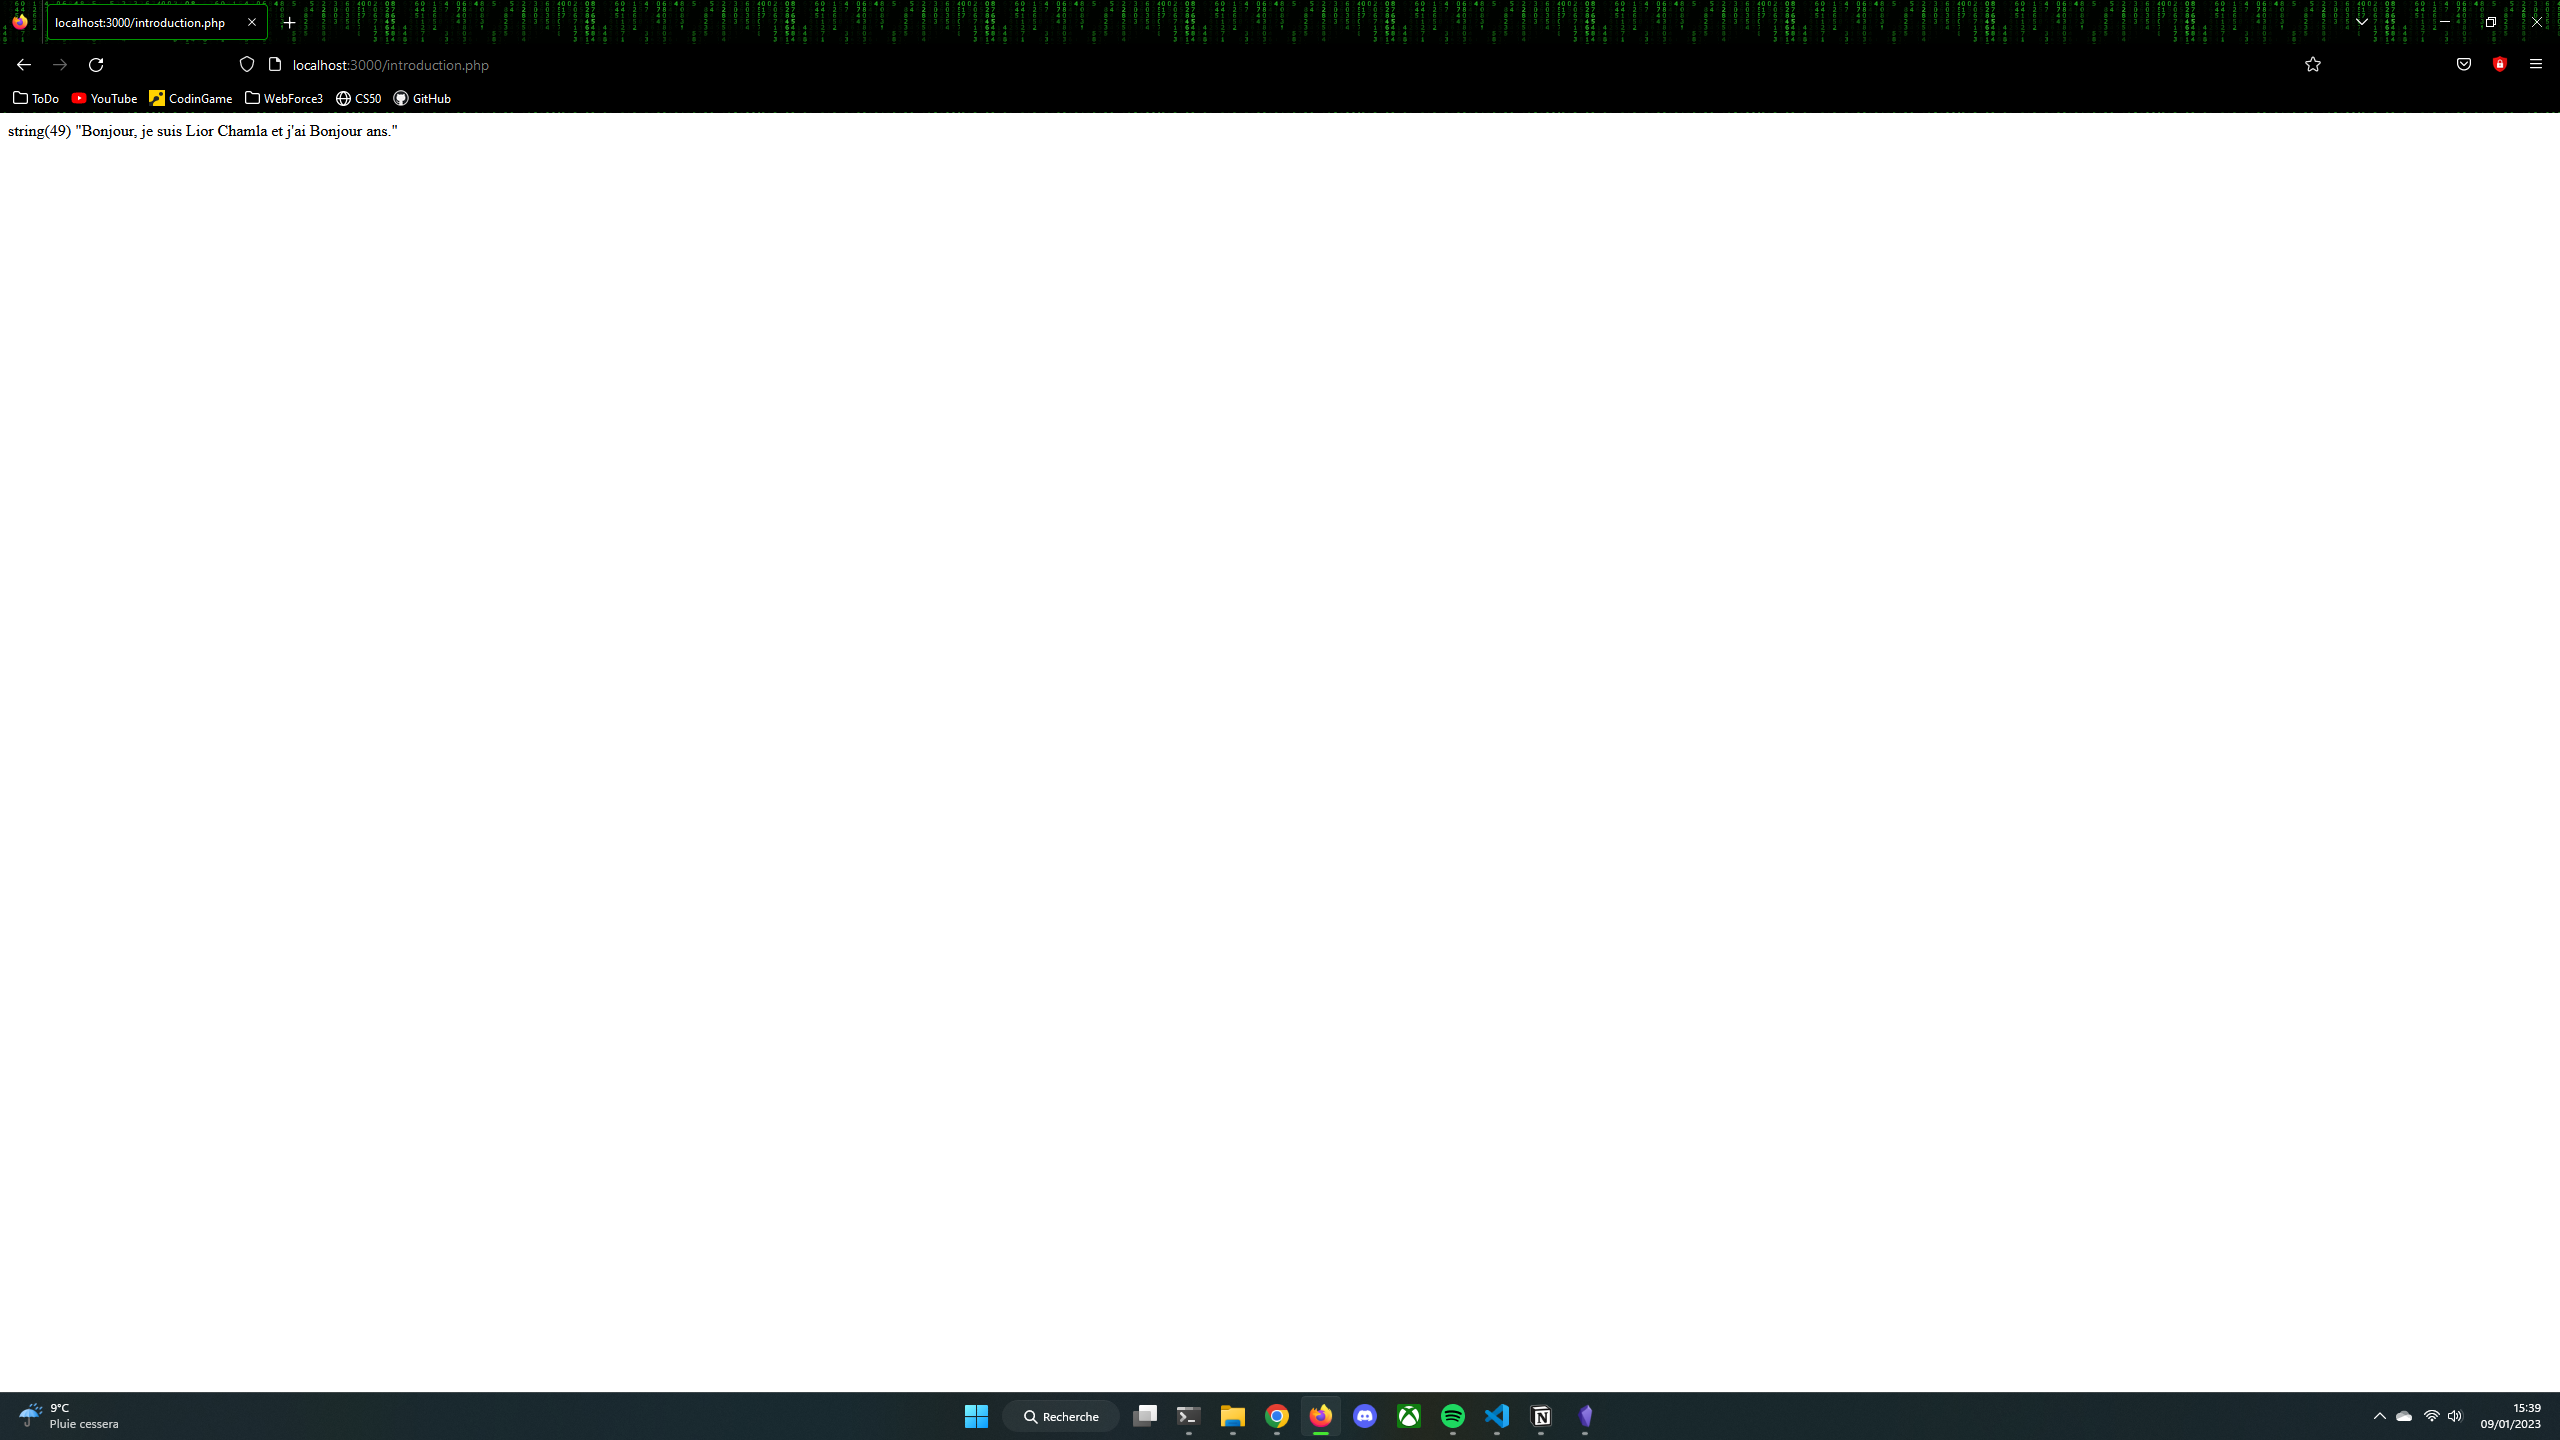 localhost:3000/introduction.php
localhost:3000/introduction.php
ToDo YouTube CodinGame WebForce3 CS50 GitHub
string(49) "Bonjour, je suis Lior Chamla et j'ai Bonjour ans."
9°C
Pluie cessera
Recherche
15:39
09/01/2023